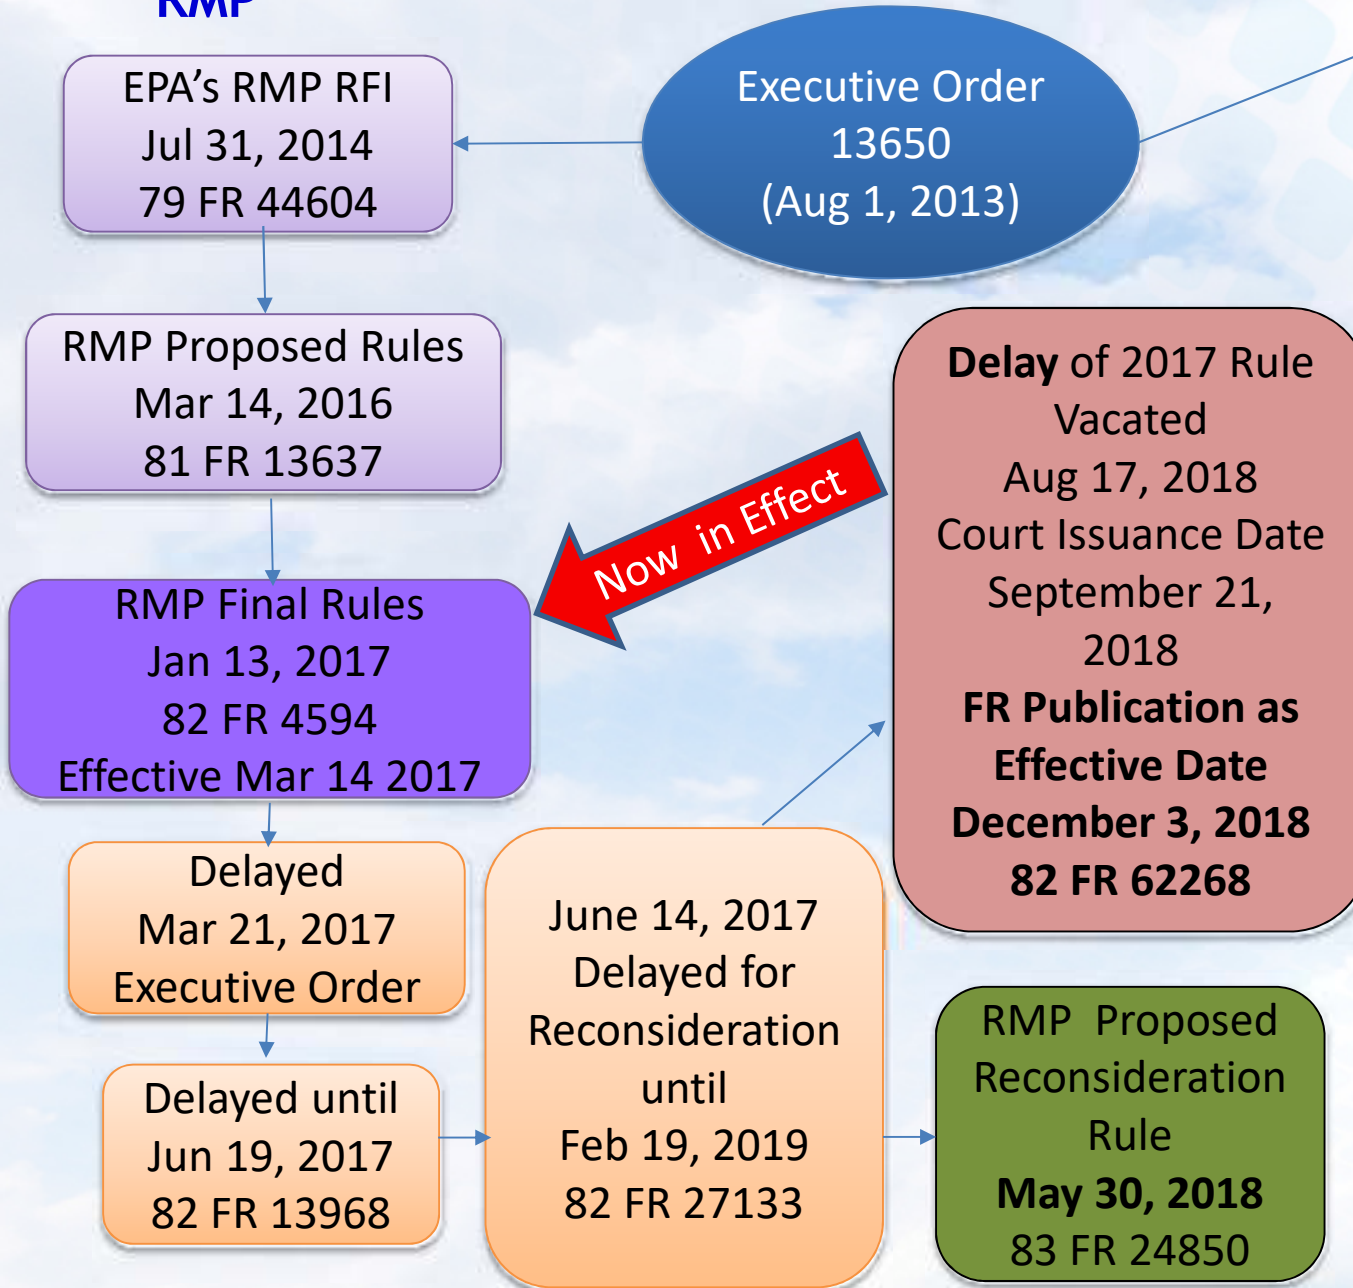 RMP
EPA's RMP RFI
Jul 31, 2014
79 FR 44604
Executive Order
13650
(Aug 1, 2013)
RMP Proposed Rules
Mar 14, 2016
81 FR 13637
Delay of 2017 Rule
Vacated
Aug 17, 2018
Court Issuance Date
September 21,
2018
FR Publication as
Effective Date
December 3, 2018
82 FR 62268
Now in Effect
RMP Final Rules
Jan 13, 2017
82 FR 4594
Effective Mar 14 2017
Delayed
Mar 21, 2017
Executive Order
Delayed until
Jun 19, 2017
82 FR 13968
June 14, 2017
Delayed for
Reconsideration
until
Feb 19, 2019
82 FR 27133
RMP Proposed
Reconsideration
Rule
May 30, 2018
83 FR 24850